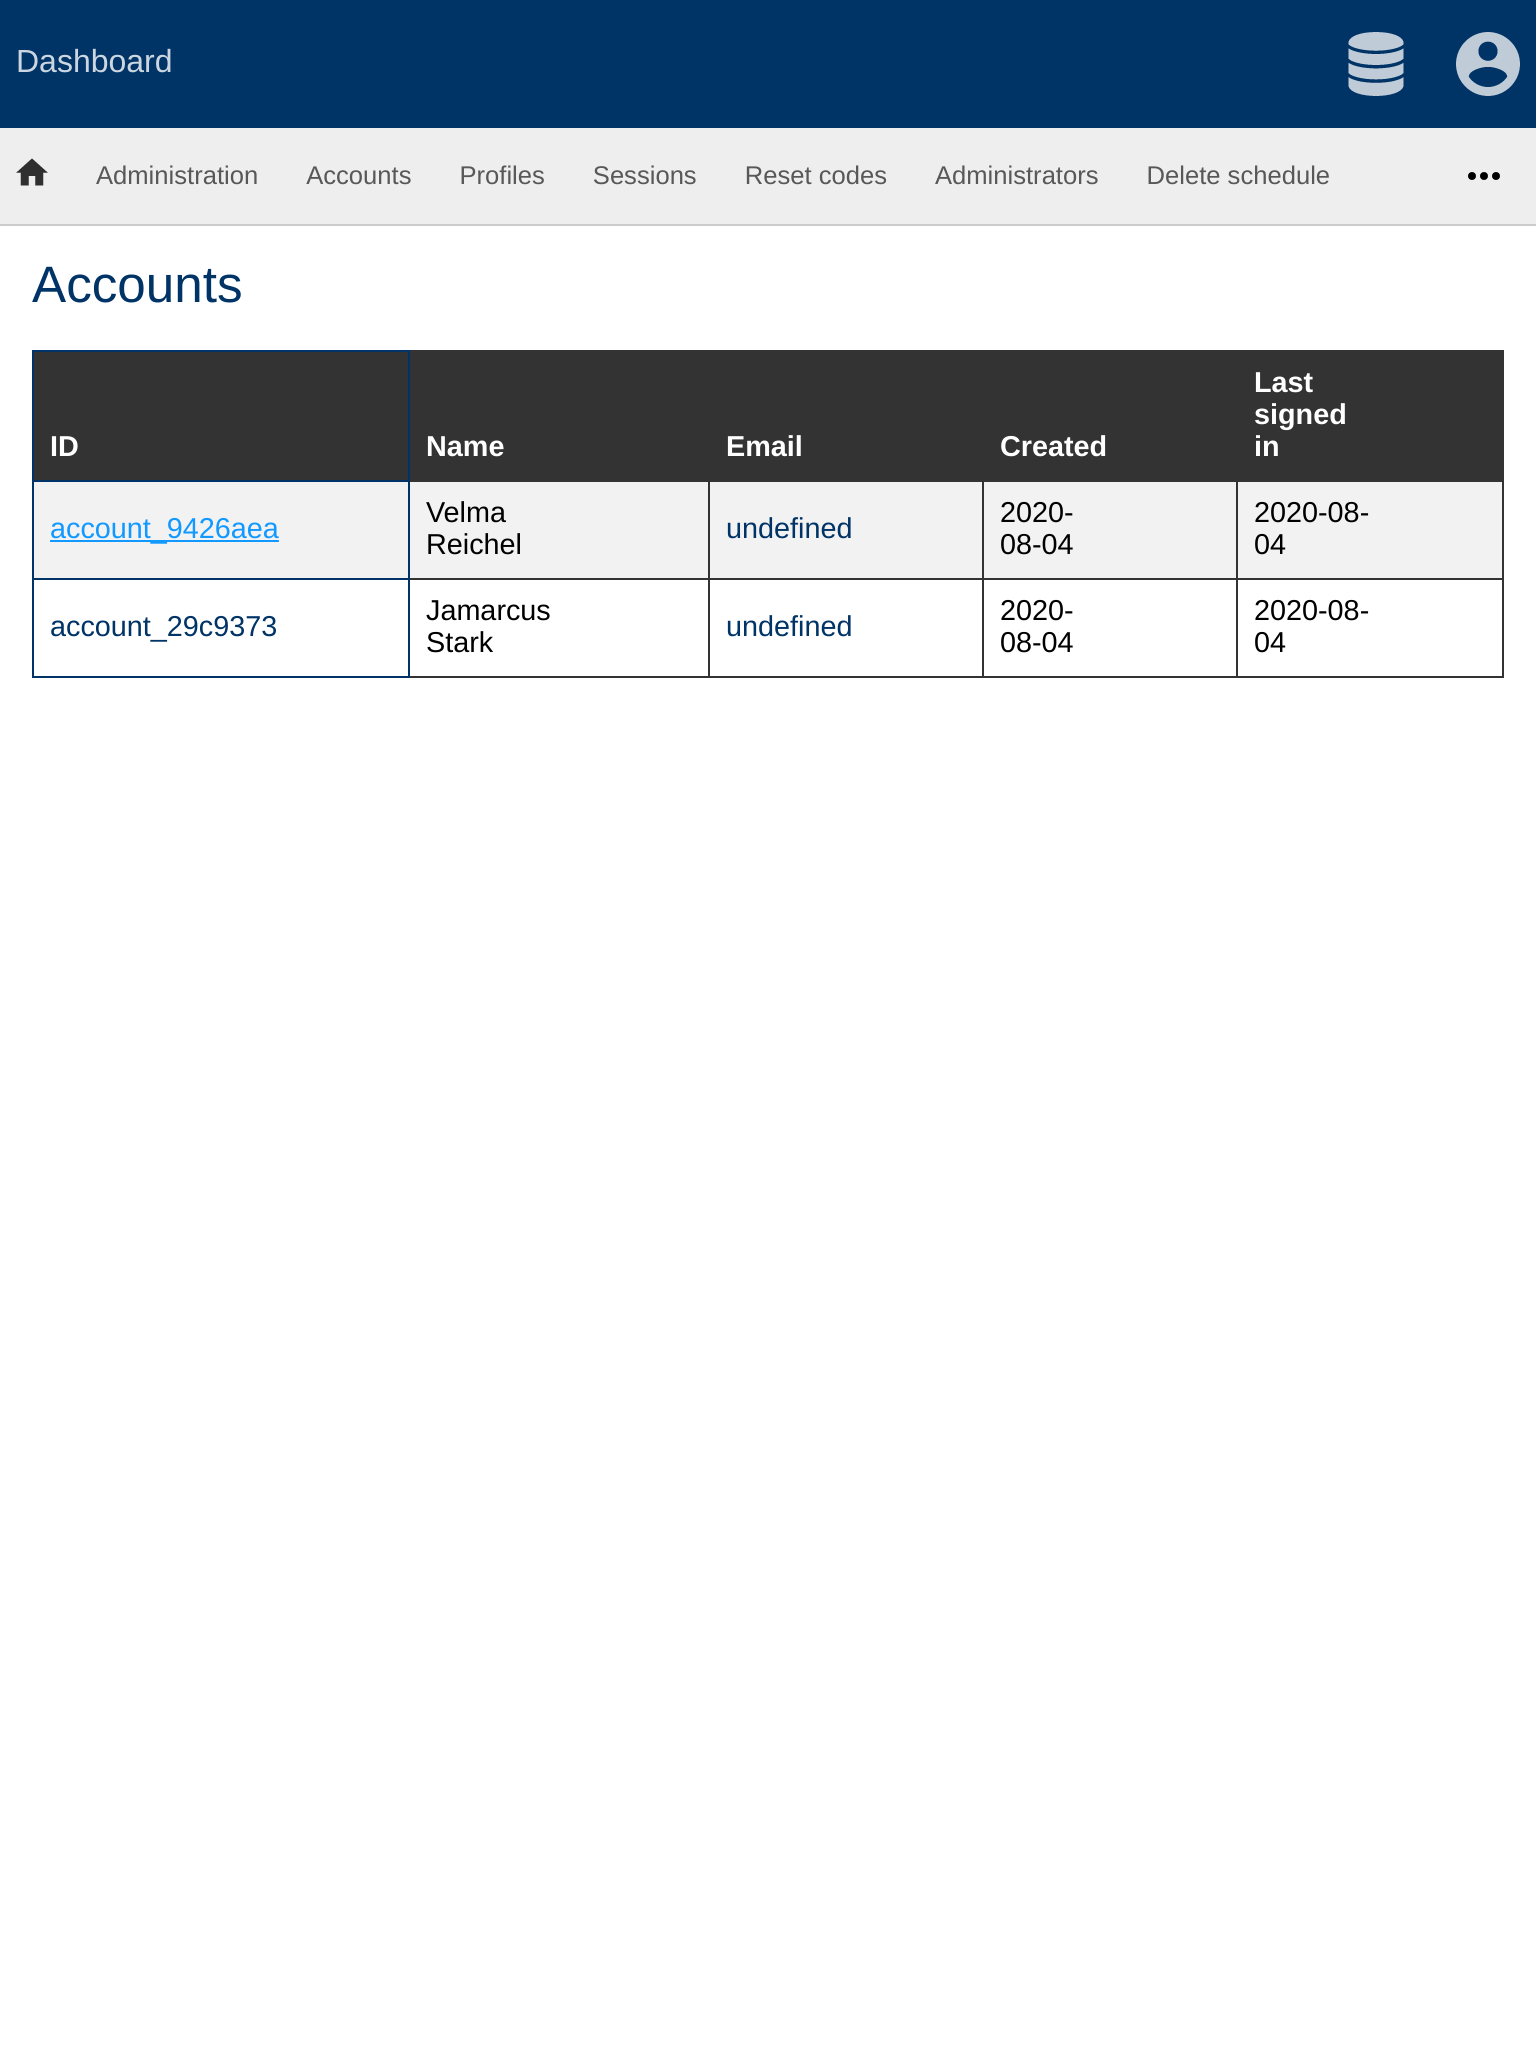 Dashboard
Administration Accounts Profiles Sessions Reset codes Administrators Delete schedule
Accounts
ID Name Email Created Last signed in
account_9426aea Velma Reichel undefined 2020-08-04 2020-08-04
account_29c9373 Jamarcus Stark undefined 2020-08-04 2020-08-04